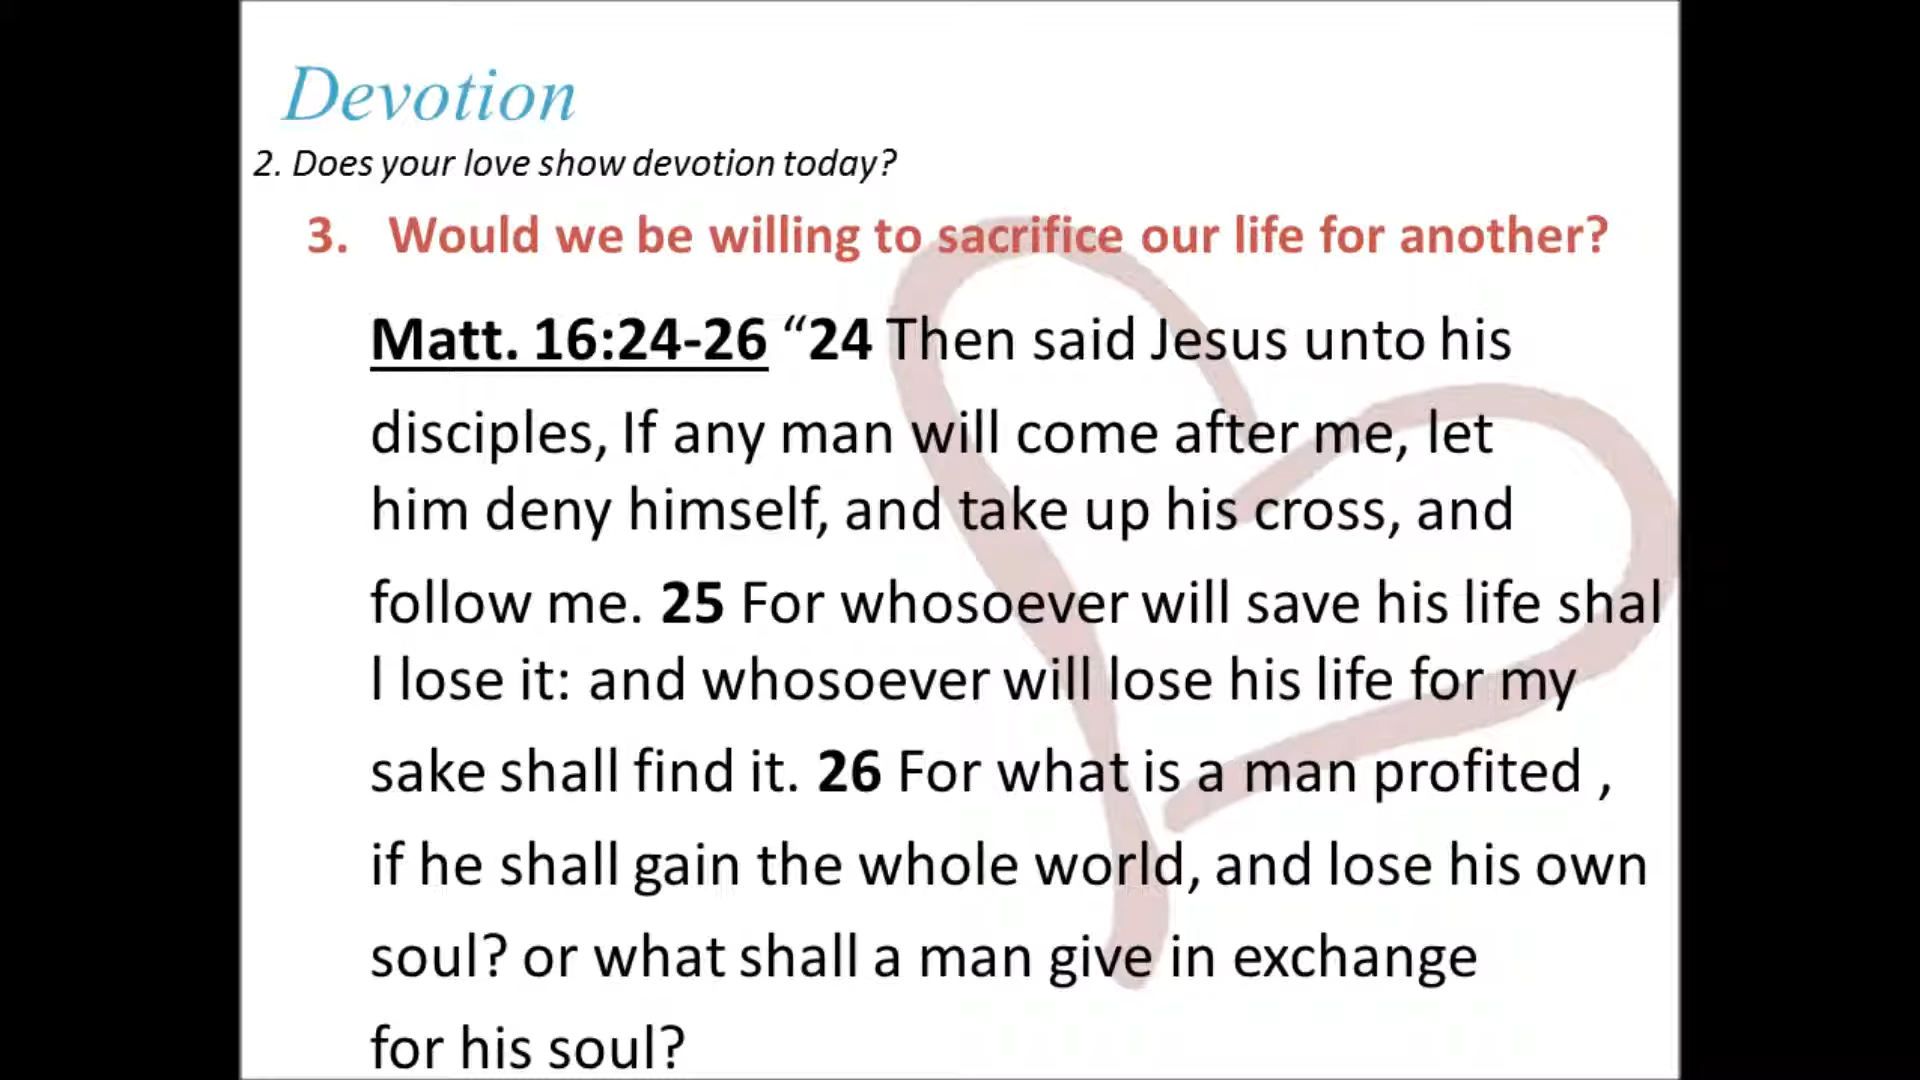 Devotion
2. Does your love show devotion today?
3. Would we be willing to sacrifice our life for another?
Matt. 16:24-26 “24 Then said Jesus unto his
disciples, If any man will come after me, let
him deny himself, and take up his cross, and
follow me. 25 For whosoever will save his life shal
l lose it: and whosoever will lose his life for my
sake shall find it. 26 For what is a man profited ,
if he shall gain the whole world, and lose his own
soul? or what shall a man give in exchange
for his soul?